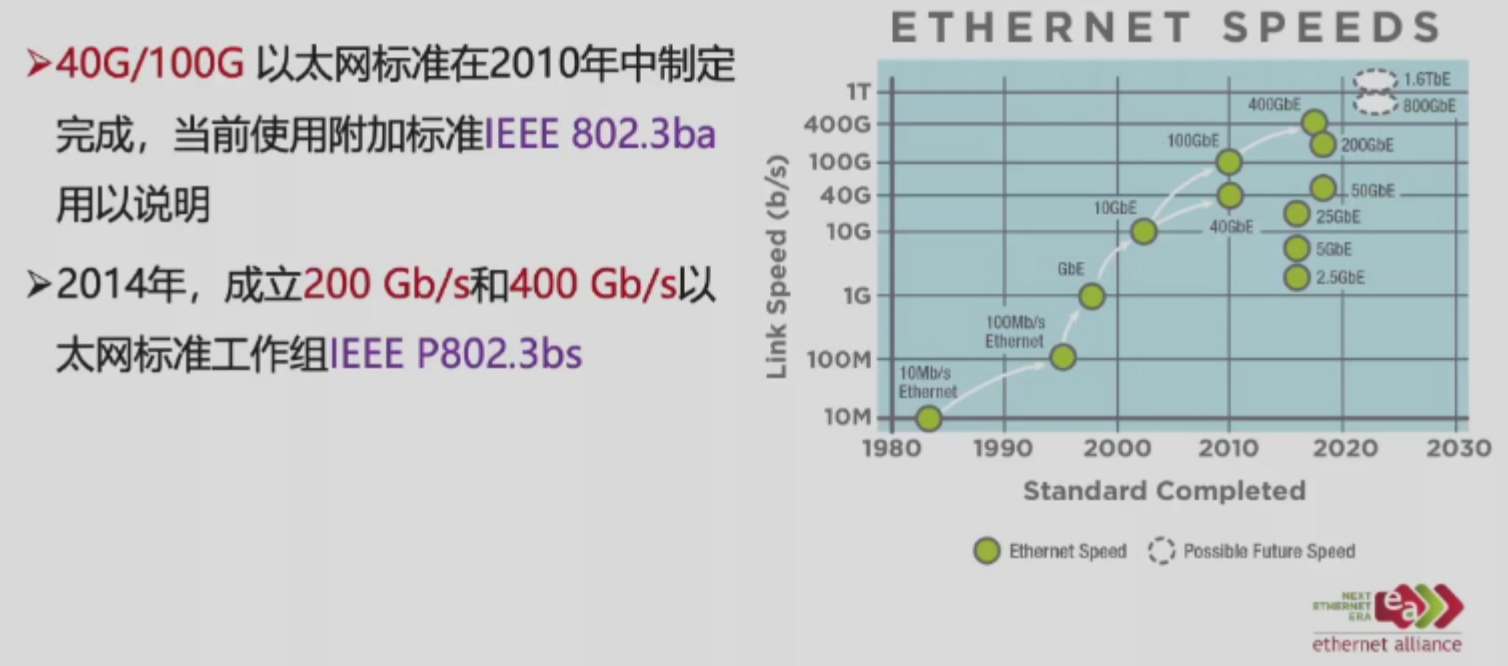 ➢40G/100G 以太网标准在2010年中制定
完成，当前使用附加标准IEEE 802.3ba
用以说明
➢2014年，成立200 Gb/s和400 Gb/s以
太网标准工作组IEEE P802.3bs
ETHERNET SPEEDS
Link Speed (b/s)
1T
400G
100G
40G
10G
1G
100M
10M
1.6TbE
800GbE
400GbE
200GbE
100GbE
50GbE
40GbE
25GbE
10GbE
5GbE
2.5GbE
GbE
100Mb/s
Ethernet
10Mb/s
Ethernet
1980 1990 2000 2010 2020 2030
Standard Completed
Ethernet Speed Possible Future Speed
NEXT
ETHERNET
ERA
ea
ethernet alliance